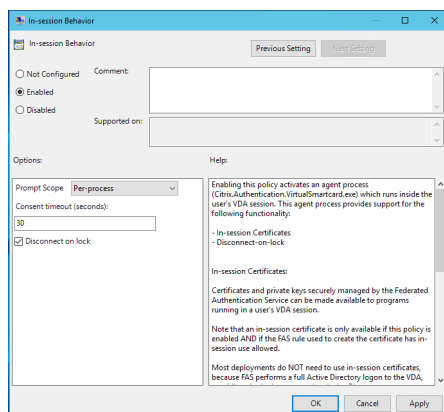 In-session Behavior
In-session Behavior
Previous Setting
Next Setting
Not Configured
Comment:
Enabled
Disabled
Supported on:
Options:
Help:
Prompt Scope Per-process
Consent timeout (seconds):
30
Disconnect on lock
Enabling this policy activates an agent process
(Citrix.Authentication.VirtualSmartcard.exe) which runs inside the
user's VDA session. This agent process provides support for the
following functionality:
- In-session Certificates
- Disconnect-on-lock
In-session Certificates:
Certificates and private keys securely managed by the Federated
Authentication Service can be made available to programs
running in a user's VDA session.
Note that an in-session certificate is only available if this policy is
enabled AND if the FAS rule used to create the certificate has in-
session use allowed.
Most deployments do NOT need to use in-session certificates,
because FAS performs a full Active Directory logon to the VDA,
OK
Cancel
Apply